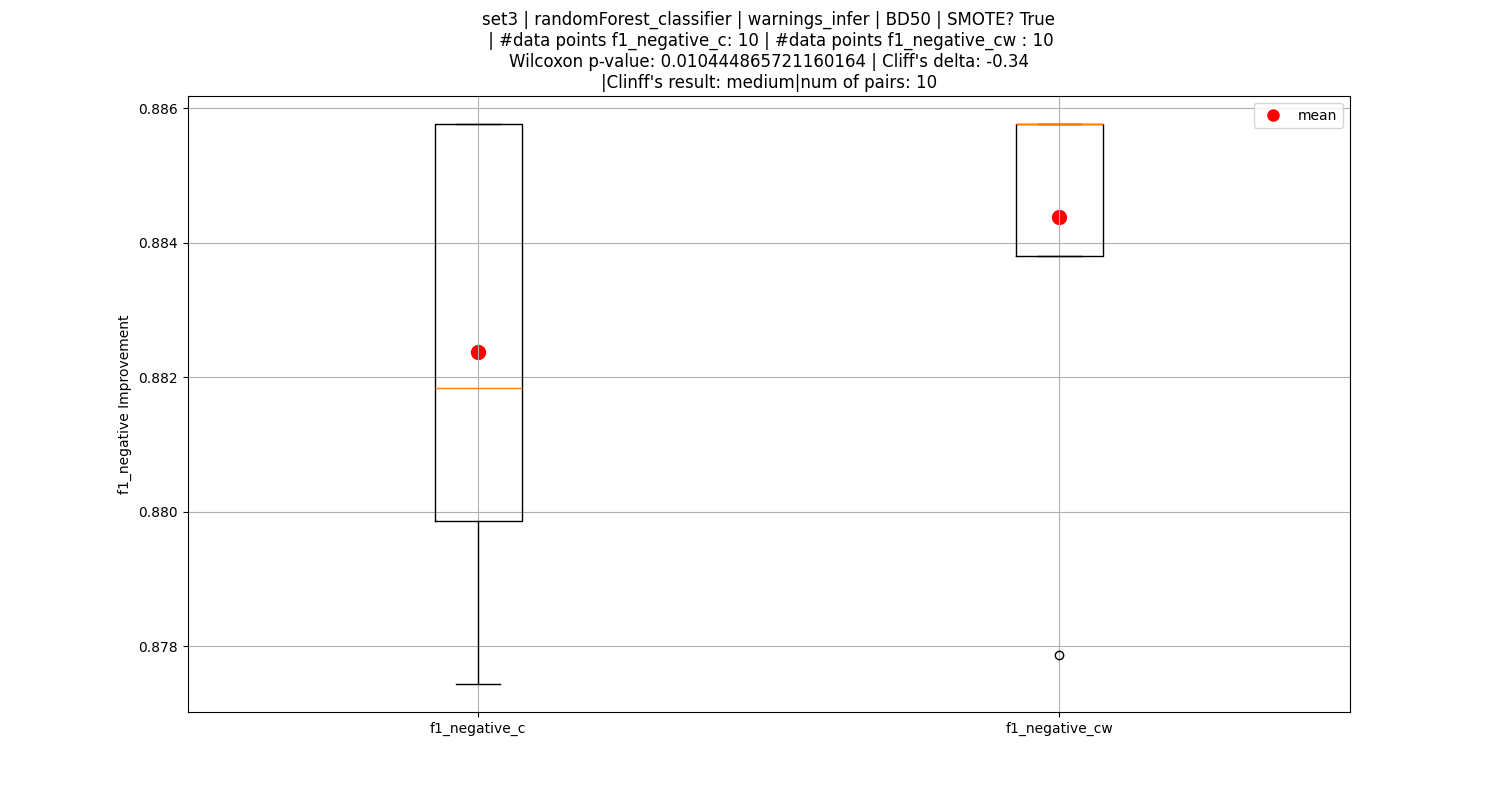 set3 | randomForest_classifier | warnings_infer | BD50 | SMOTE? True
| #data points f1_negative_c: 10 | #data points f1_negative_cw : 10
Wilcoxon p-value: 0.010444865721160164 | Cliff's delta: -0.34
|Clinff's result: medium|num of pairs: 10
mean
f1_negative Improvement
0.886
0.884
0.882
0.880
0.878
f1_negative_c
f1_negative_cw